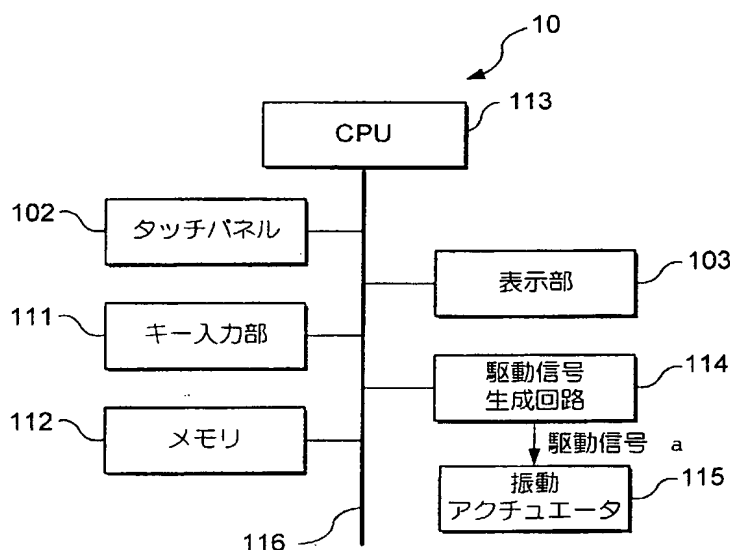 10
CPU
113
102
タッチパネル
表示部
103
111
キー入力部
駆動信号
生成回路
114
112
メモリ
駆動信号 a
振動
アクチュエータ
115
116